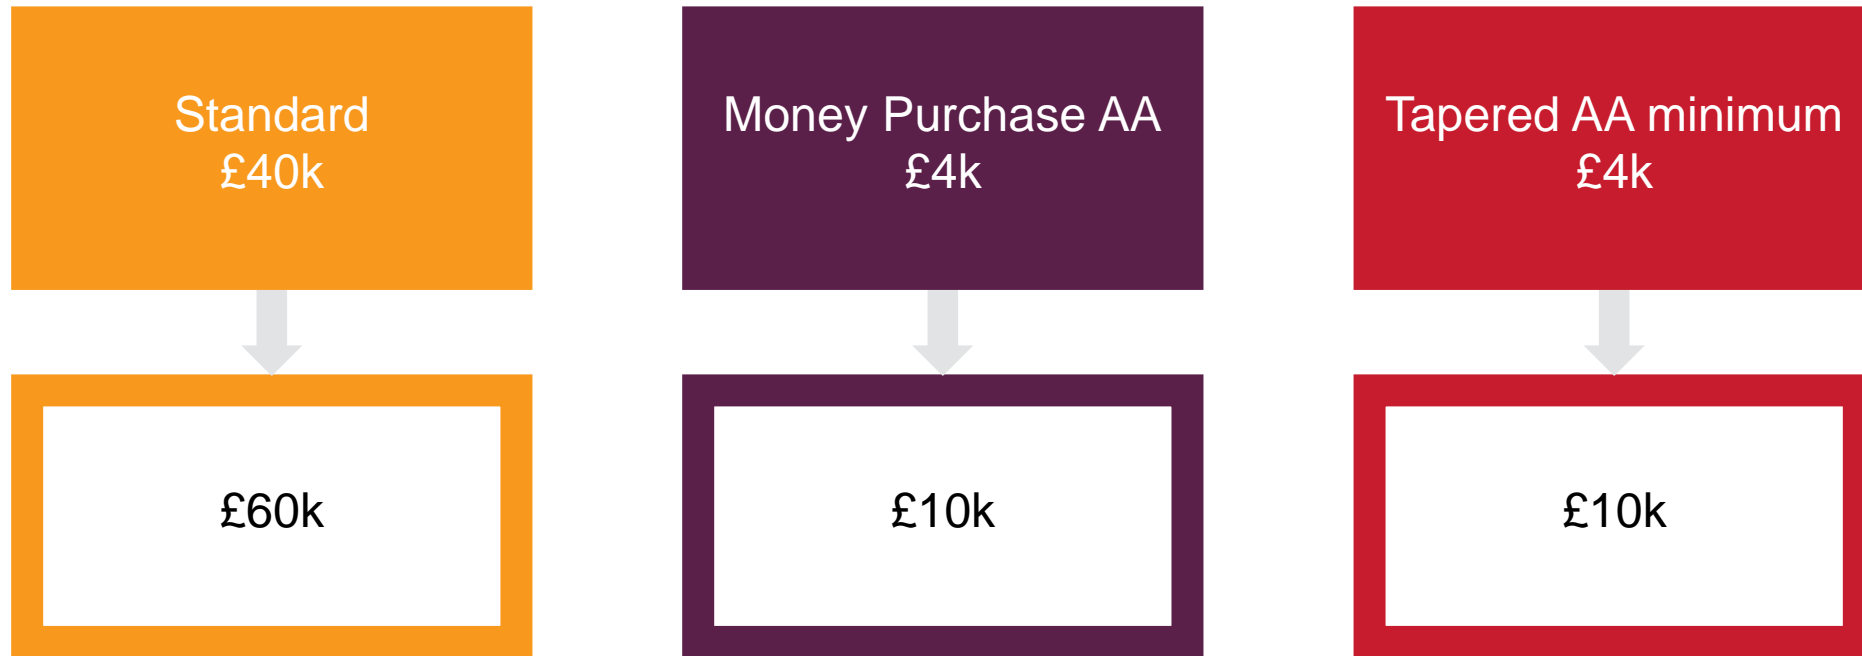 Standard
£40k
Money Purchase AA
£4k
Tapered AA minimum
£4k
£60k
£10k
£10k